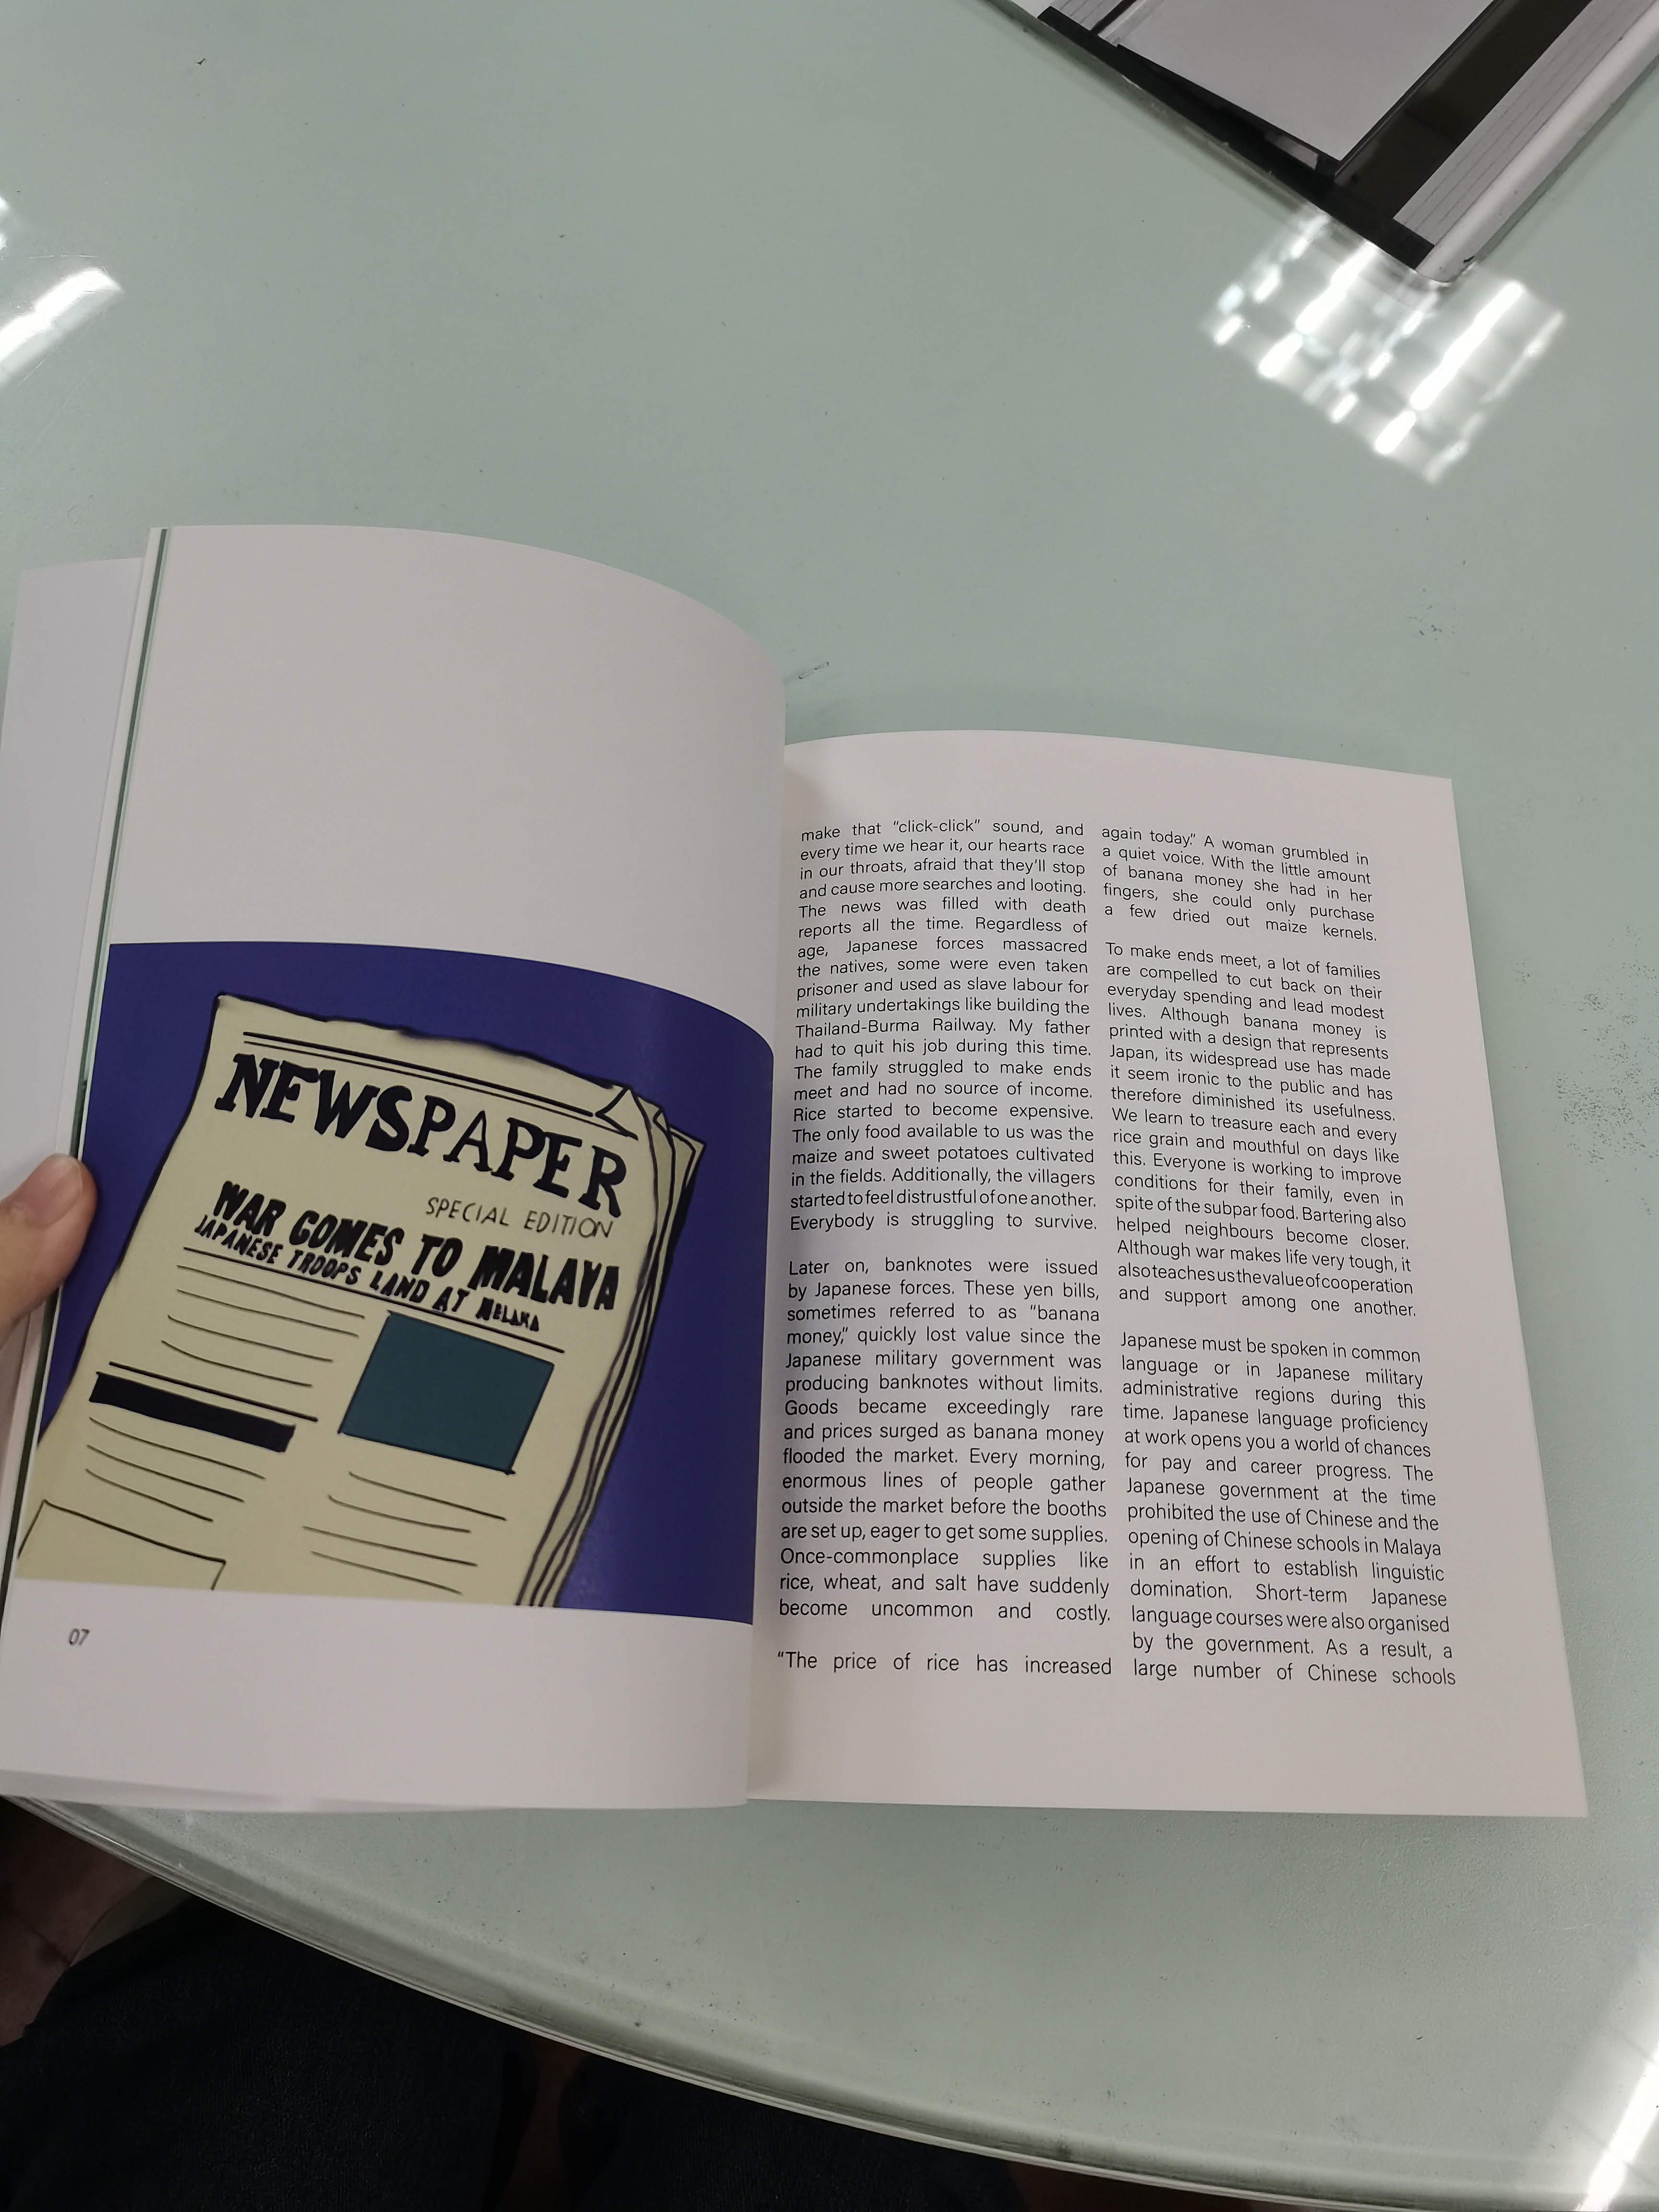 NEWSPAPER
SPECIAL EDITION
WAR COMES TO MALAYA
JAPANESE TROOPS LAND AT MELAKA
07
make that “click-click” sound, and
every time we hear it, our hearts race
in our throats, afraid that they’ll stop
and cause more searches and looting.
The news was filled with death
reports all the time. Regardless of
age, Japanese forces massacred
the natives, some were even taken
prisoner and used as slave labour for
military undertakings like building the
Thailand-Burma Railway. My father
had to quit his job during this time.
The family struggled to make ends
meet and had no source of income.
Rice started to become expensive.
The only food available to us was the
maize and sweet potatoes cultivated
in the fields. Additionally, the villagers
started to feel distrustful of one another.
Everybody is struggling to survive.
Later on, banknotes were issued
by Japanese forces. These yen bills,
sometimes referred to as “banana
money,” quickly lost value since the
Japanese military government was
producing banknotes without limits.
Goods became exceedingly rare
and prices surged as banana money
flooded the market. Every morning,
enormous lines of people gather
outside the market before the booths
are set up, eager to get some supplies.
Once-commonplace supplies like
rice, wheat, and salt have suddenly
become uncommon and costly.
“The price of rice has increased
again today.” A woman grumbled in
a quiet voice. With the little amount
of banana money she had in her
fingers, she could only purchase
a few dried out maize kernels.
To make ends meet, a lot of families
are compelled to cut back on their
everyday spending and lead modest
lives. Although banana money is
printed with a design that represents
Japan, its widespread use has made
it seem ironic to the public and has
therefore diminished its usefulness.
We learn to treasure each and every
rice grain and mouthful on days like
this. Everyone is working to improve
conditions for their family, even in
spite of the subpar food. Bartering also
helped neighbours become closer.
Although war makes life very tough, it
also teaches us the value of cooperation
and support among one another.
Japanese must be spoken in common
language or in Japanese military
administrative regions during this
time. Japanese language proficiency
at work opens you a world of chances
for pay and career progress. The
Japanese government at the time
prohibited the use of Chinese and the
opening of Chinese schools in Malaya
in an effort to establish linguistic
domination. Short-term Japanese
language courses were also organised
by the government. As a result, a
large number of Chinese schools